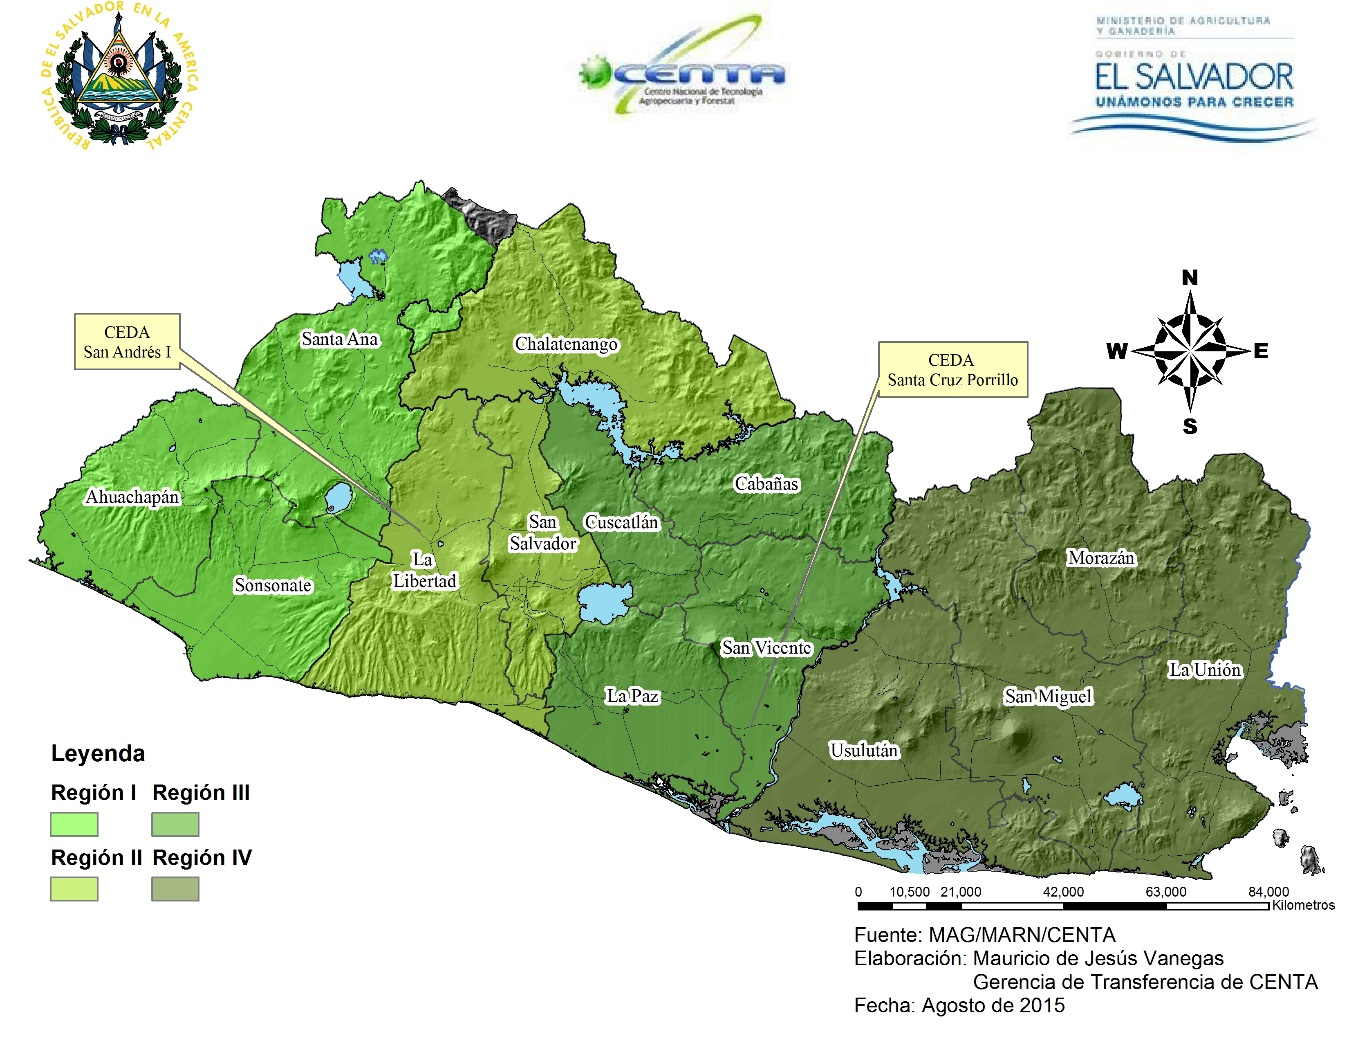 REPUBLICA DE EL SALVADOR EN LA AMERICA CENTRAL
CENTA
Centro Nacional de Tecnología
Agropecuaria y Forestal
MINISTERIO DE AGRICULTURA
Y GANADERÍA
GOBIERNO DE
EL SALVADOR
UNÁMONOS PARA CRECER
CEDA
San Andrés I
Santa Ana
Chalatenango
CEDA
Santa Cruz Porrillo
N
W
E
S
Ahuachapán
Sonsonate
La
Libertad
San
Salvador
Cuscatlán
Cabañas
San Vicente
La Paz
Morazán
La Unión
San Miguel
Usulután
Leyenda
Región I Región III
Región II Región IV
0 10,500 21,000 42,000 63,000 84,000
Kilometros
Fuente: MAG/MARN/CENTA
Elaboración: Mauricio de Jesús Vanegas
Gerencia de Transferencia de CENTA
Fecha: Agosto de 2015